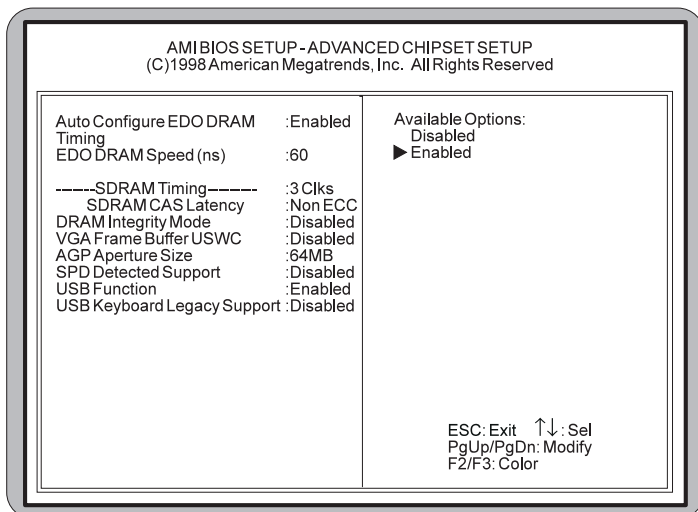 AMIBIOS SETUP - ADVANCED CHIPSET SETUP
(C)1998 American Megatrends, Inc. All Rights Reserved
Auto Configure EDO DRAM :Enabled
Timing
EDO DRAM Speed (ns) :60
------SDRAM Timing---------- :3 Clks
SDRAM CAS Latency :Non ECC
DRAM Integrity Mode :Disabled
VGA Frame Buffer USWC :Disabled
AGP Aperture Size :64MB
SPD Detected Support :Disabled
USB Function :Enabled
USB Keyboard Legacy Support :Disabled
Available Options:
Disabled
▶ Enabled
ESC: Exit ↑↓: Sel
PgUp/PgDn: Modify
F2/F3: Color